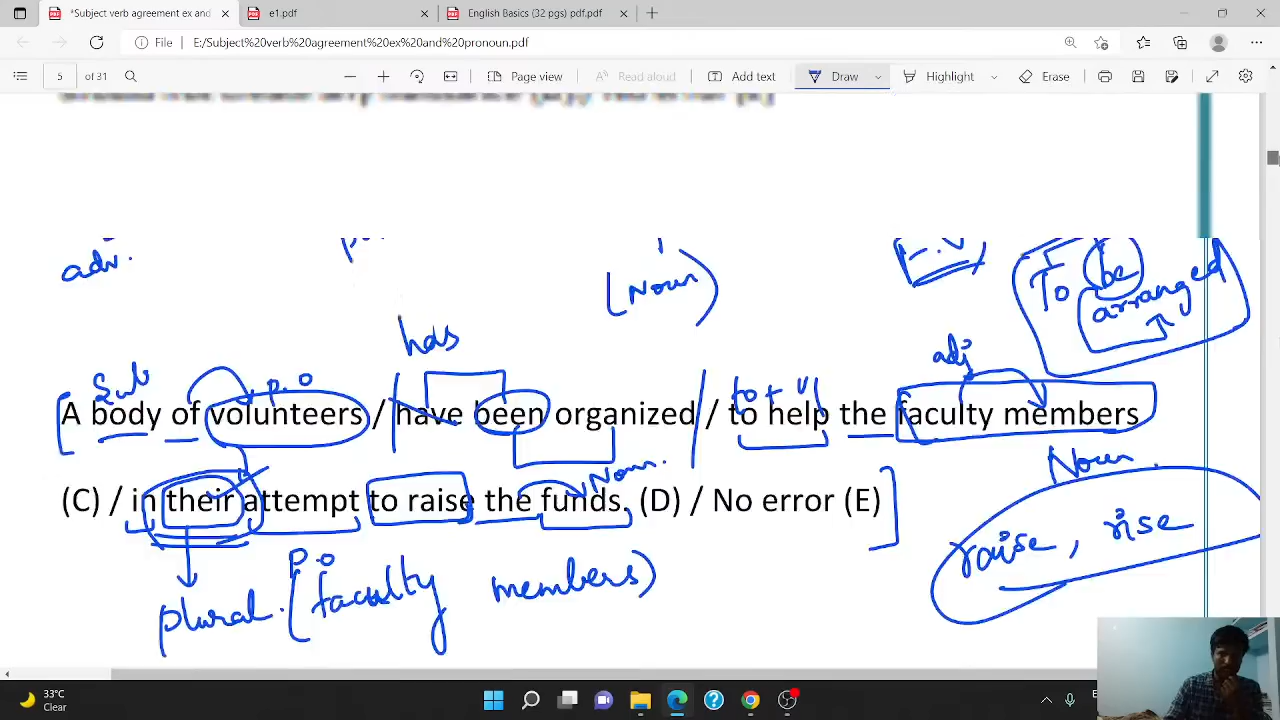 *Subject verb agreement ex and
e1.pdf
English Basics (32 pgs) pdf.pdf
File
E:/Subject%20verb%20agreement%20ex%20and%20pronoun.pdf
5
of 31
Page view
Read aloud
Add text
Draw
Highlight
Erase
adv.
(Noun)
To be
arranged
has
adj
Sub
P.O
to + V1
A body of volunteers / have been organized / to help the faculty members
Noun.
Noun.
(C) / in their attempt to raise the funds. (D) / No error (E)
raise, rise
P.O
plural. (faculty members)
33°C
Clear